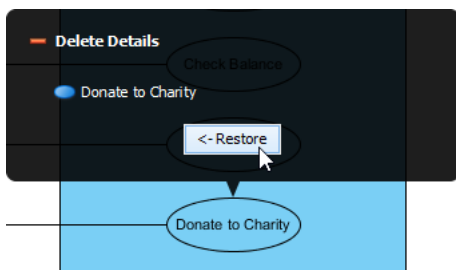 Delete Details
Check Balance
Donate to Charity
<- Restore
Donate to Charity